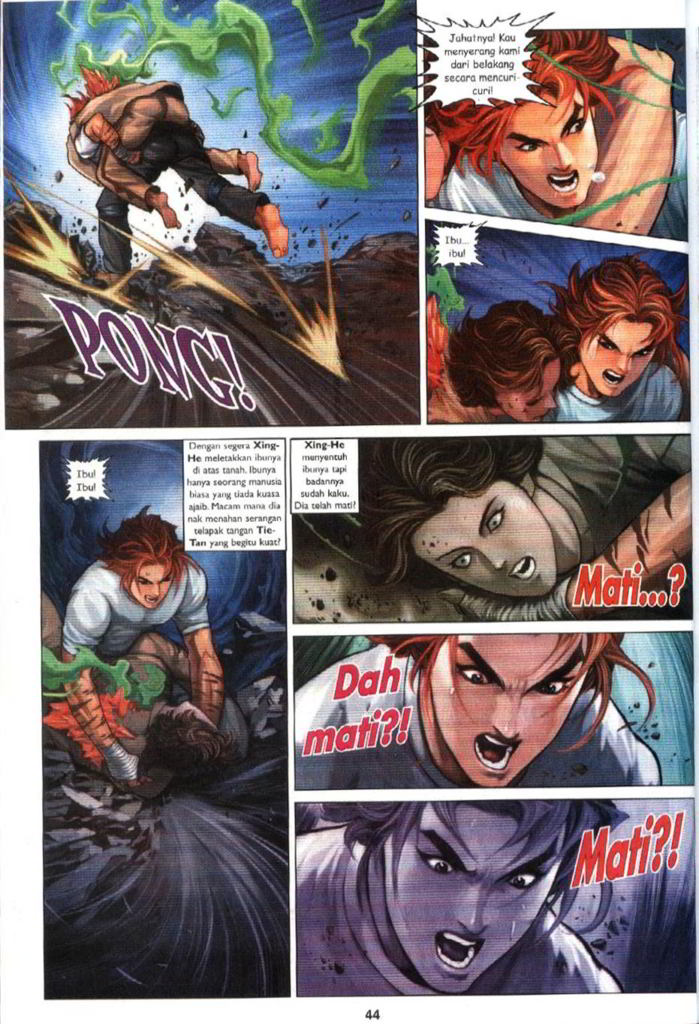 PONG!
Jahatnya! Kau
menyerang kami
dari belakang
secara mencuri-
curi!
Ibu...
ibu!
Ibu!
Ibu!
Dengan segera Xing-
He meletakkan ibunya
di atas tanah. Ibunya
hanya seorang manusia
biasa yang tiada kuasa
ajaib. Macam mana dia
nak menahan serangan
telapak tangan Tie-
Tan yang begitu kuat?
Xing-He
menyentuh
ibunya tapi
badannya
sudah kaku.
Dia telah mati?
Mati...?
Dah
mati?!
Mati?!
44